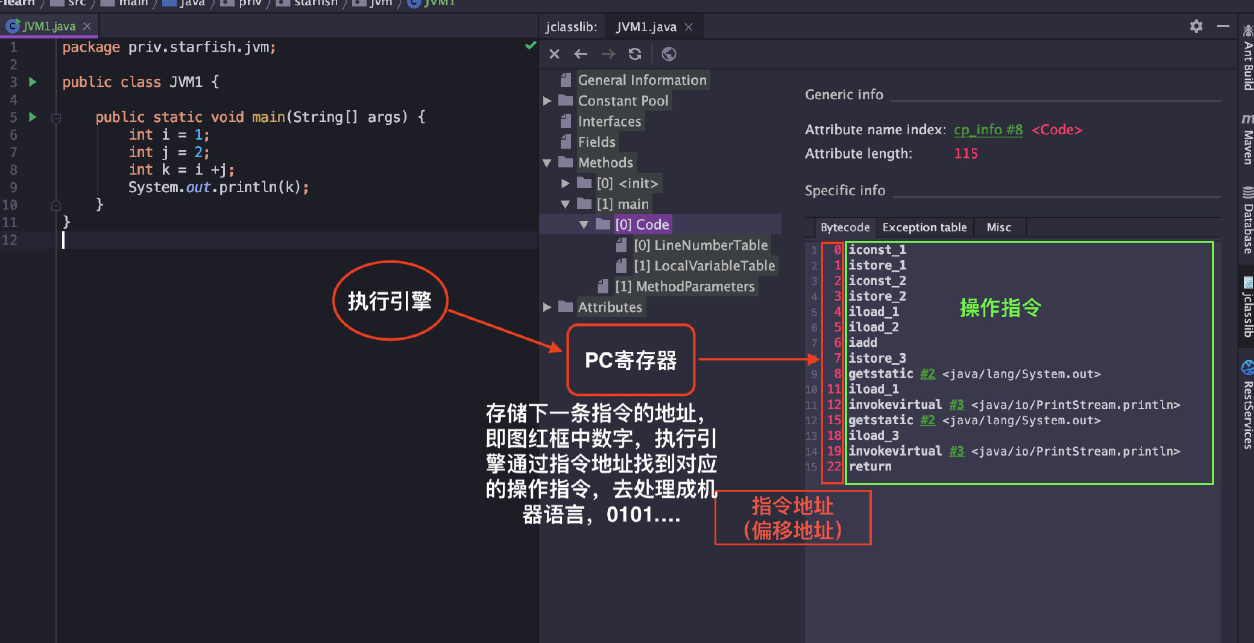 learn
src
main
java
priv
starfish
jvm
JVM1
JVM1.java
1 package priv.starfish.jvm;
2
3 public class JVM1 {
4
5 public static void main(String[] args) {
6 int i = 1;
7 int j = 2;
8 int k = i +j;
9 System.out.println(k);
10 }
11 }
12
执行引擎
PC寄存器
存储下一条指令的地址，
即图红框中数字，执行引
擎通过指令地址找到对应
的操作指令，去处理成机
器语言，0101....
jclasslib:
JVM1.java
General Information
Constant Pool
Interfaces
Fields
Methods
[0] <init>
[1] main
[0] Code
[0] LineNumberTable
[1] LocalVariableTable
[1] MethodParameters
Attributes
Generic info
Attribute name index: cp_info #8 <Code>
Attribute length: 115
Specific info
Bytecode Exception table Misc
1 0 iconst_1
2 1 istore_1
3 2 iconst_2
4 3 istore_2
5 4 iload_1
6 5 iload_2
7 6 iadd
7 istore_3
9 8 getstatic #2 <java/lang/System.out>
10 11 iload_1
11 12 invokevirtual #3 <java/io/PrintStream.println>
12 15 getstatic #2 <java/lang/System.out>
13 18 iload_3
14 19 invokevirtual #3 <java/io/PrintStream.println>
15 22 return
操作指令
指令地址
（偏移地址）
Ant Build
Maven
Database
jclasslib
RestServices